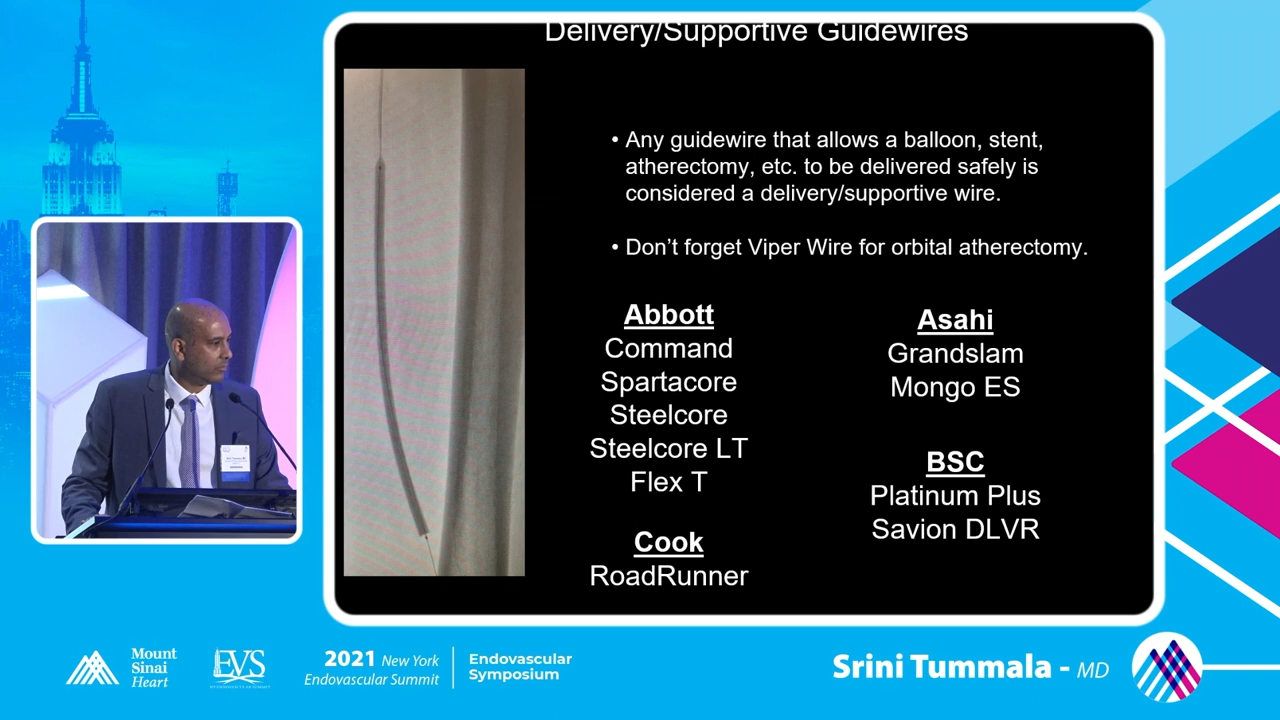 Delivery/Supportive Guidewires
• Any guidewire that allows a balloon, stent,
atherectomy, etc. to be delivered safely is
considered a delivery/supportive wire.
• Don’t forget Viper Wire for orbital atherectomy.
Abbott
Command
Spartacore
Steelcore
Steelcore LT
Flex T
Cook
RoadRunner
Asahi
Grandslam
Mongo ES
BSC
Platinum Plus
Savion DLVR
Mount
Sinai
Heart
EVS
2021 New York
Endovascular Summit
Endovascular
Symposium
Srini Tummala - MD